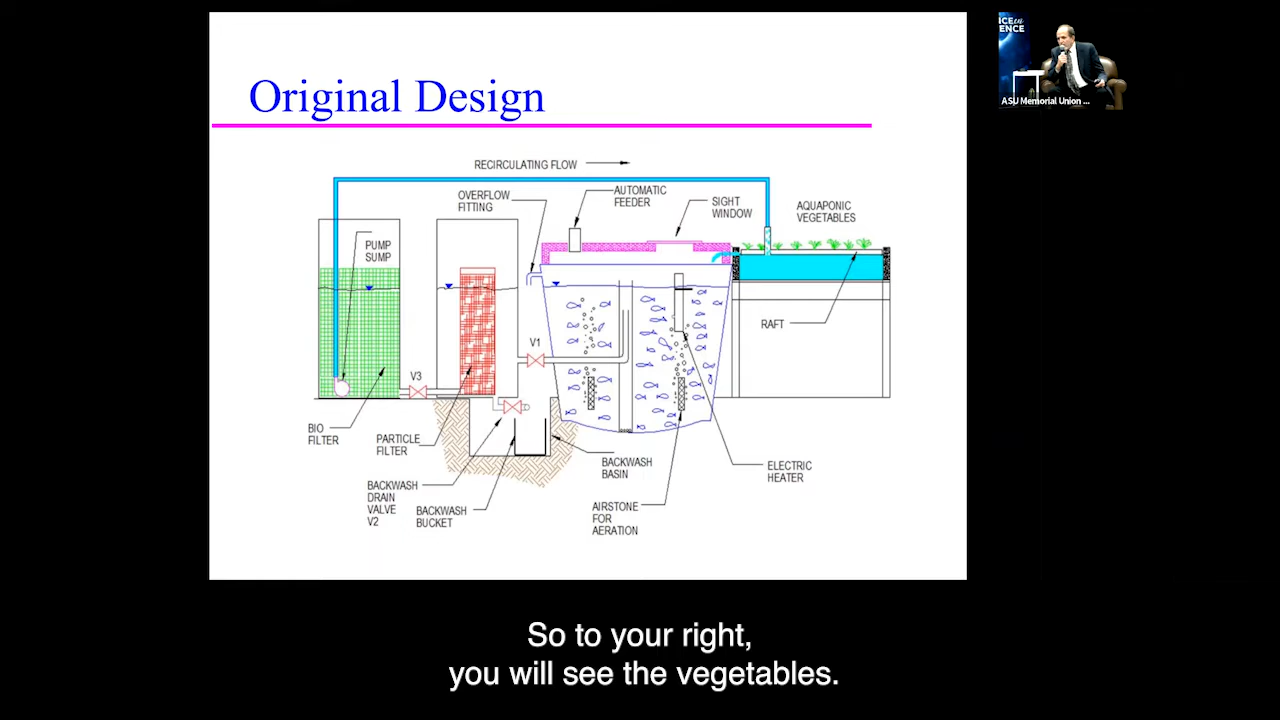 ICE in
ENCE
ASU Memorial Union ...
Original Design
RECIRCULATING FLOW
OVERFLOW
FITTING
AUTOMATIC
FEEDER
SIGHT
WINDOW
AQUAPONIC
VEGETABLES
PUMP
SUMP
RAFT
V1
V3
BIO
FILTER
PARTICLE
FILTER
BACKWASH
BASIN
ELECTRIC
HEATER
BACKWASH
DRAIN
VALVE
V2
BACKWASH
BUCKET
AIRSTONE
FOR
AERATION
So to your right,
you will see the vegetables.